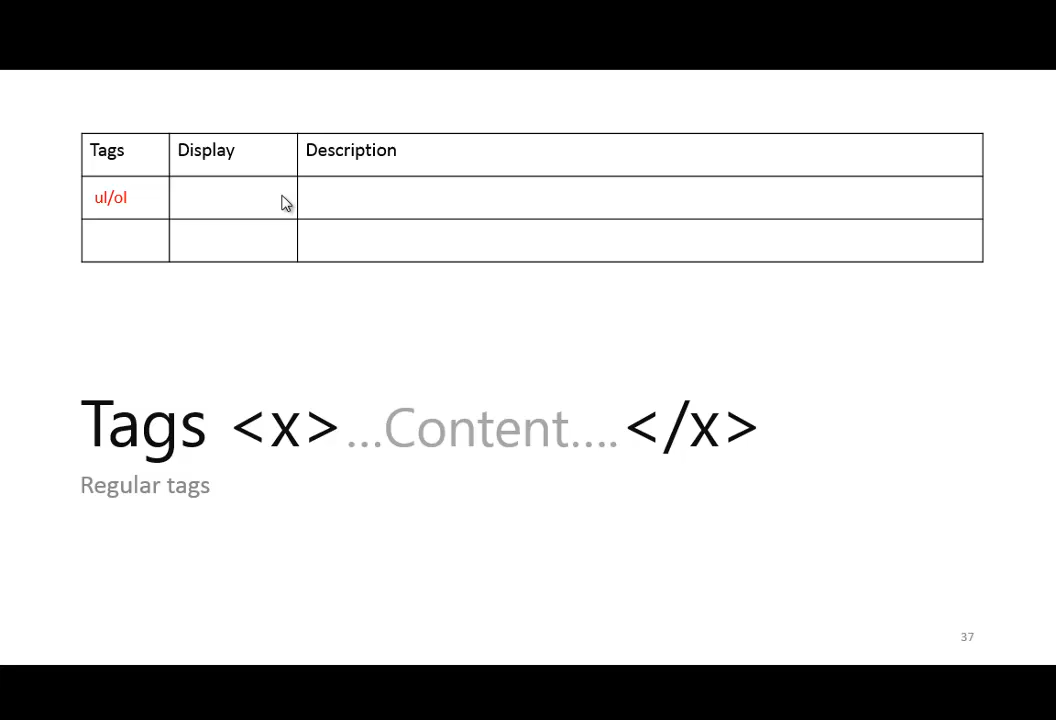 Tags Display Description
ul/ol
Tags <x>...Content....</x>
Regular tags
37